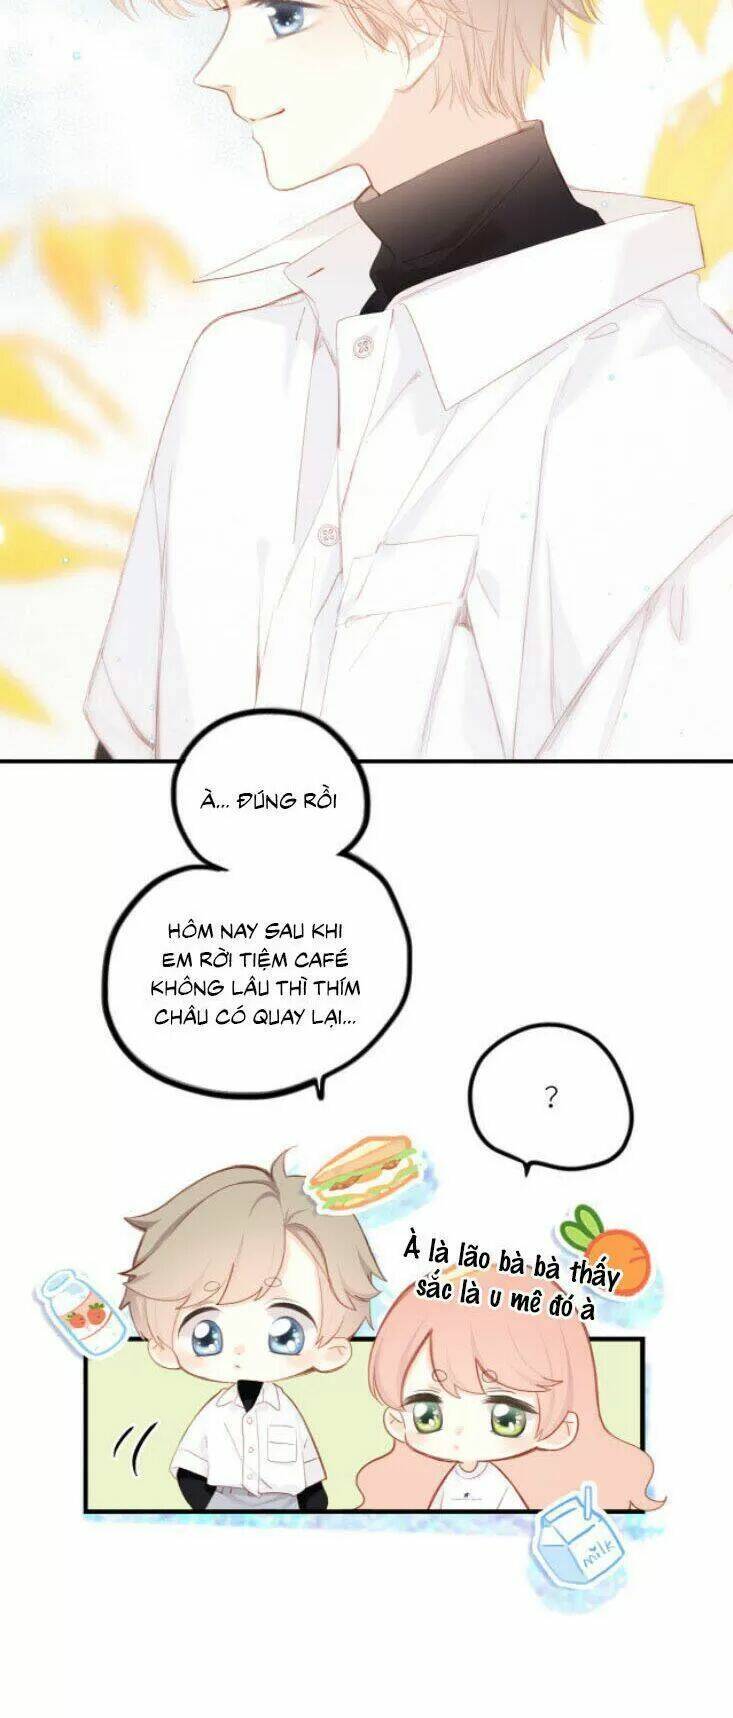 À... ĐÚNG RỒI
HÔM NAY SAU KHI
EM RỜI TIỆM CAFÉ
KHÔNG LÂU THÌ THÍM
CHÂU CÓ QUAY LẠI...
?
À là lão bà bà thấy
sắc là u mê đó à
milk